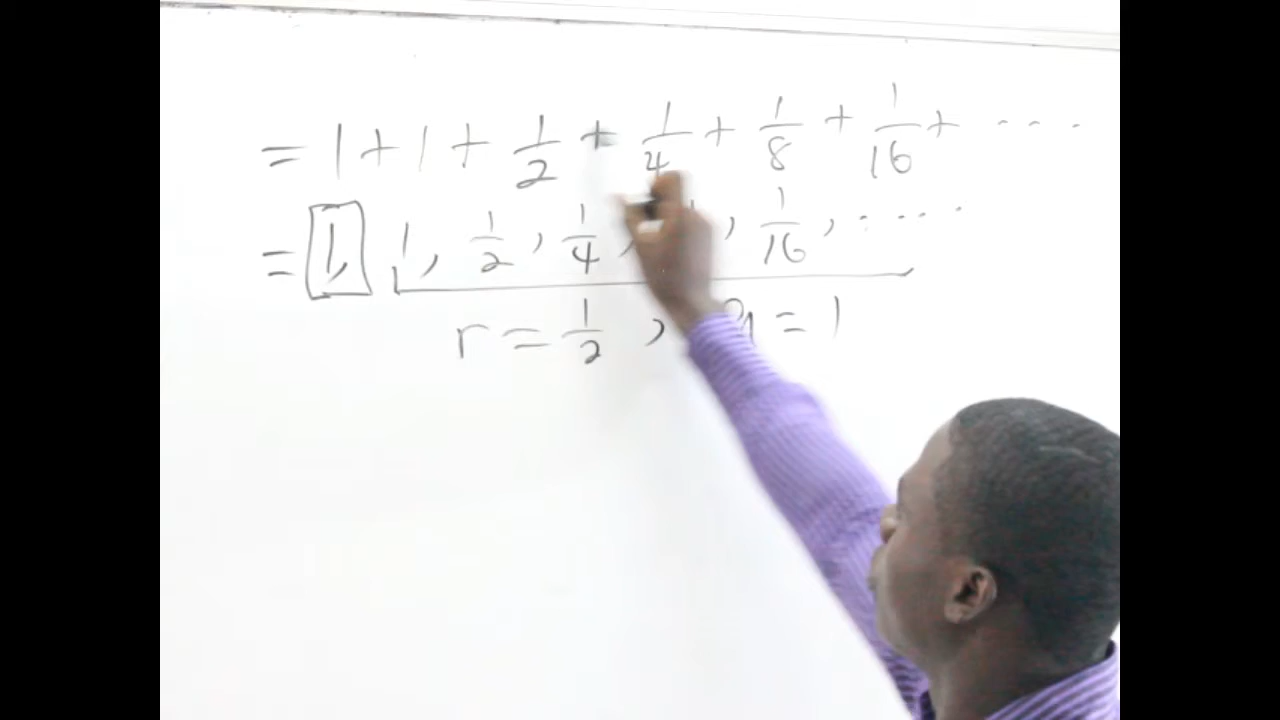 = 1 + 1 + 1/2 + 1/4 + 1/8 + 1/16 + ...
= 1, 1, 1/2, 1/4, , 1/16, .....
r = 1/2, = 1